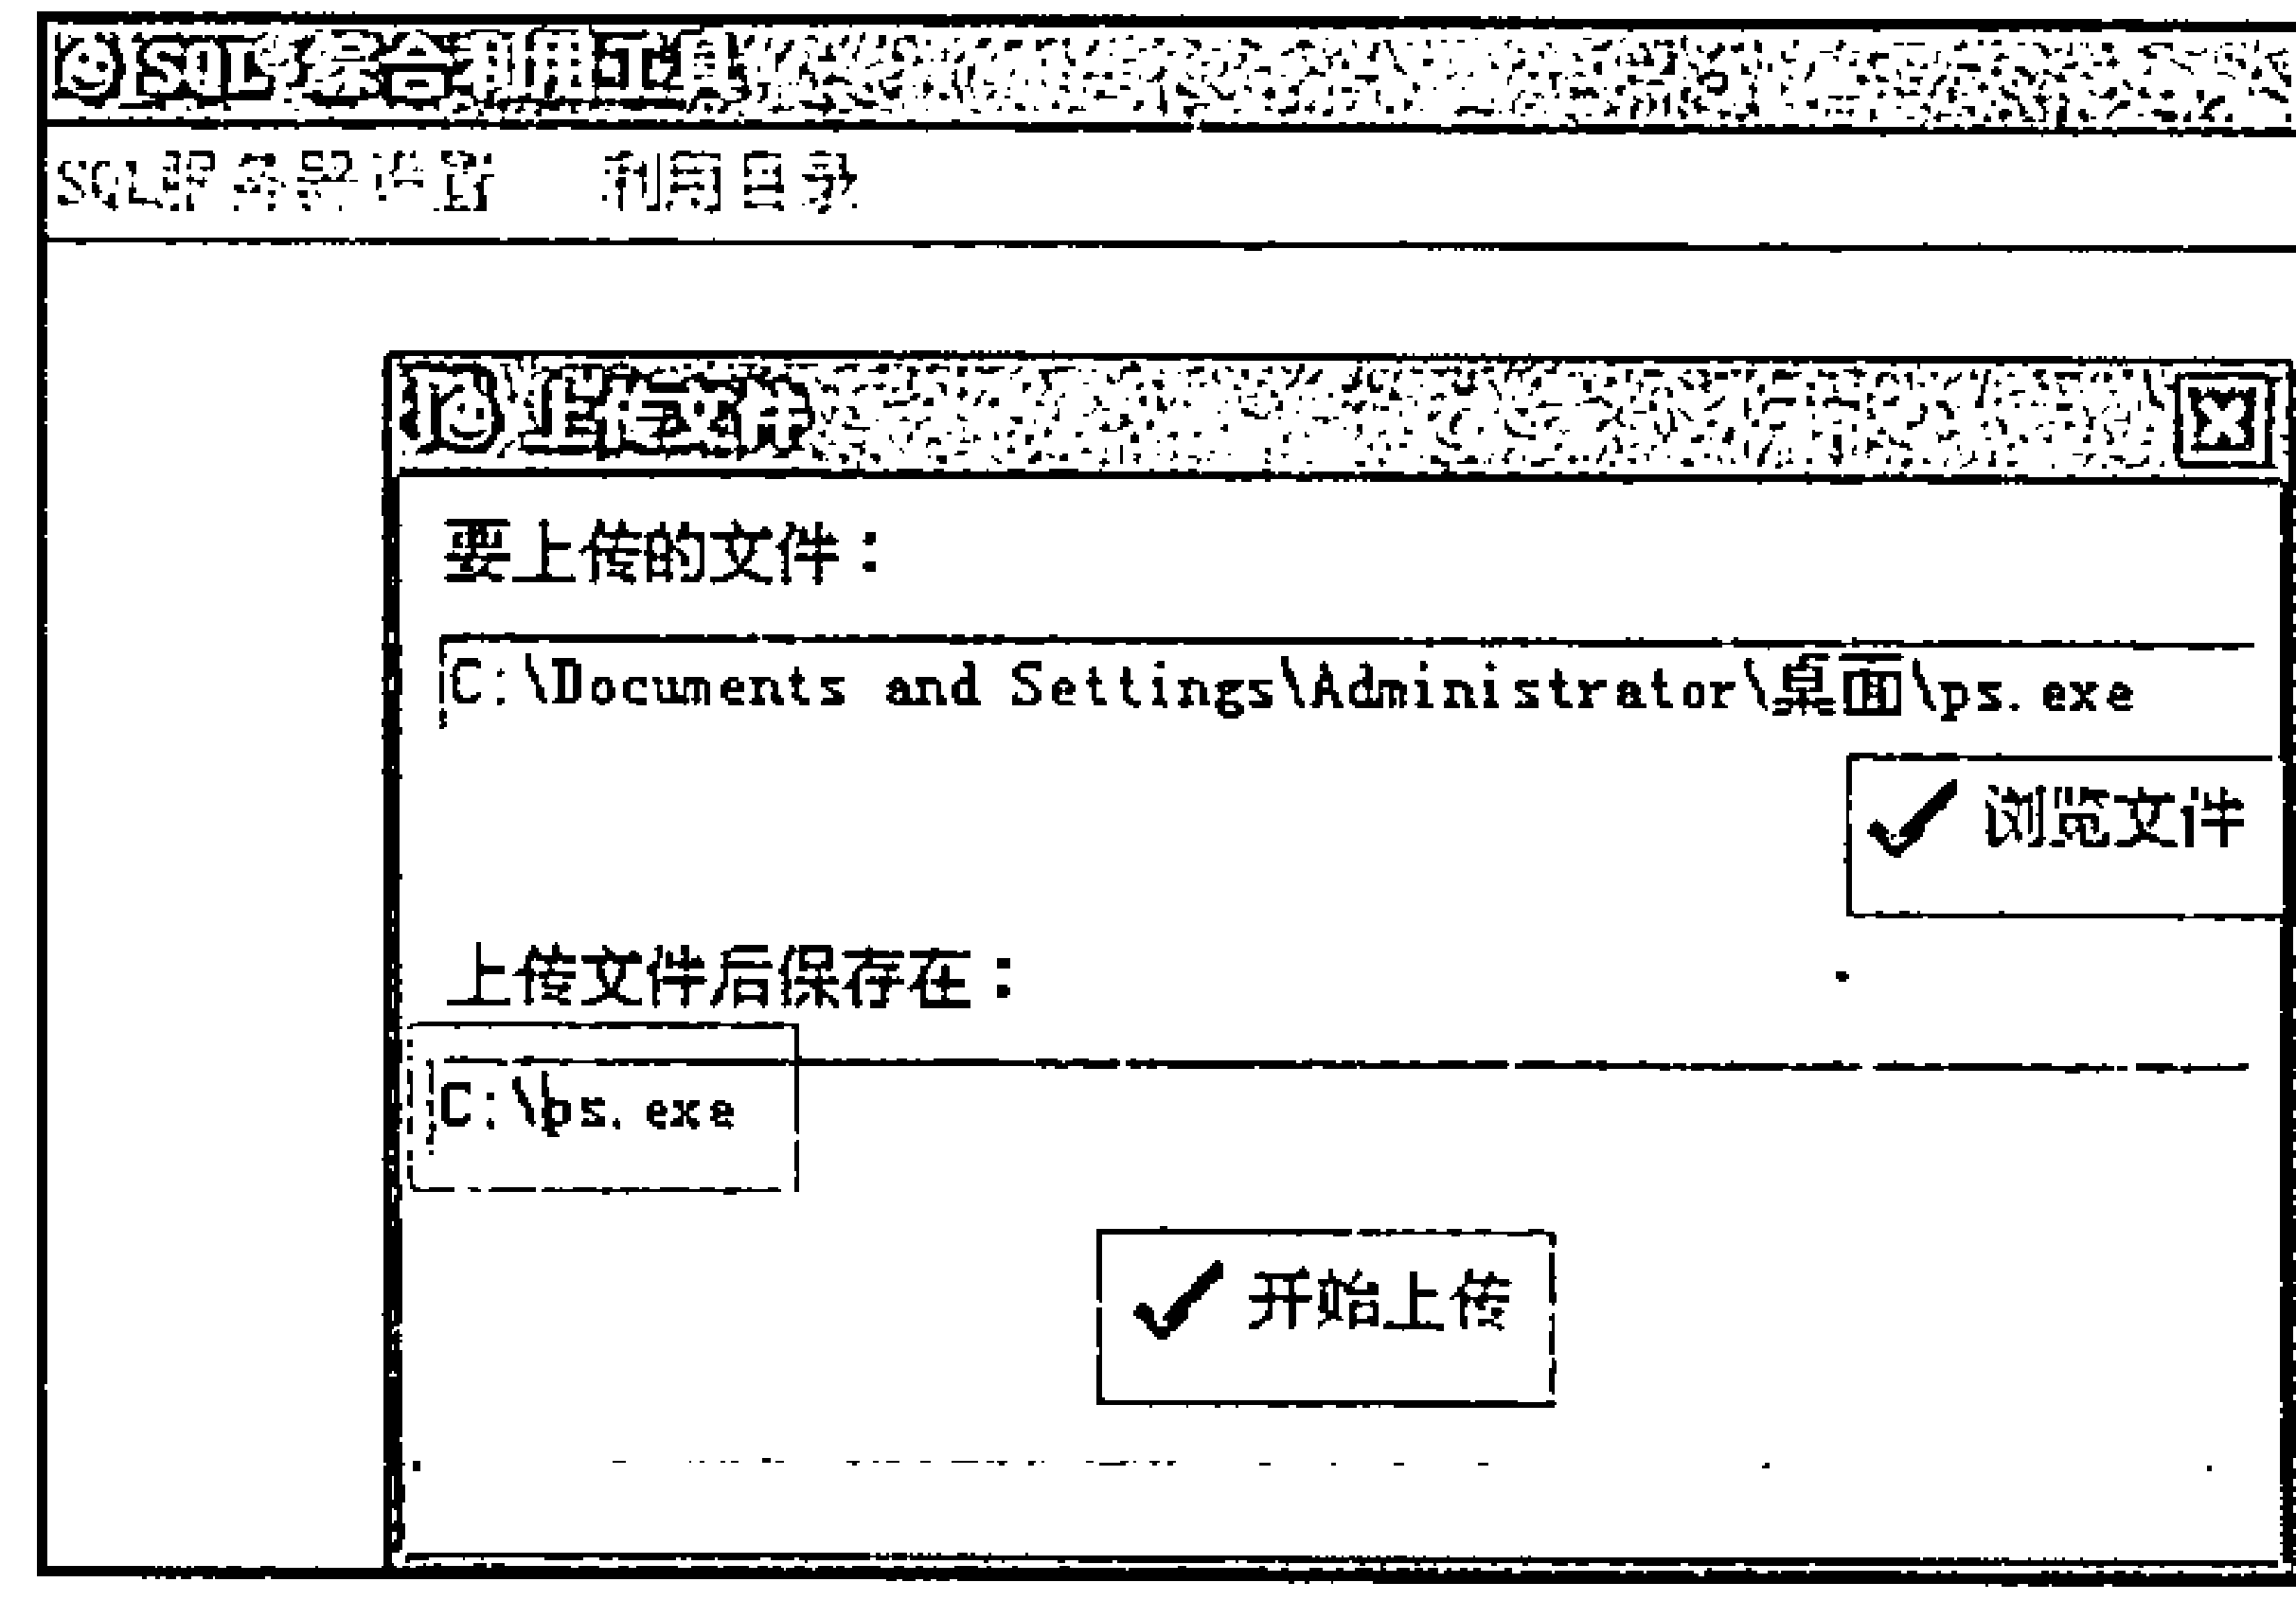 SQL综合利用工具
SQL服务器设置 利用目录
上传文件
要上传的文件：
C:\Documents and Settings\Administrator\桌面\ps.exe
浏览文件
上传文件后保存在：
C:\ps.exe
开始上传